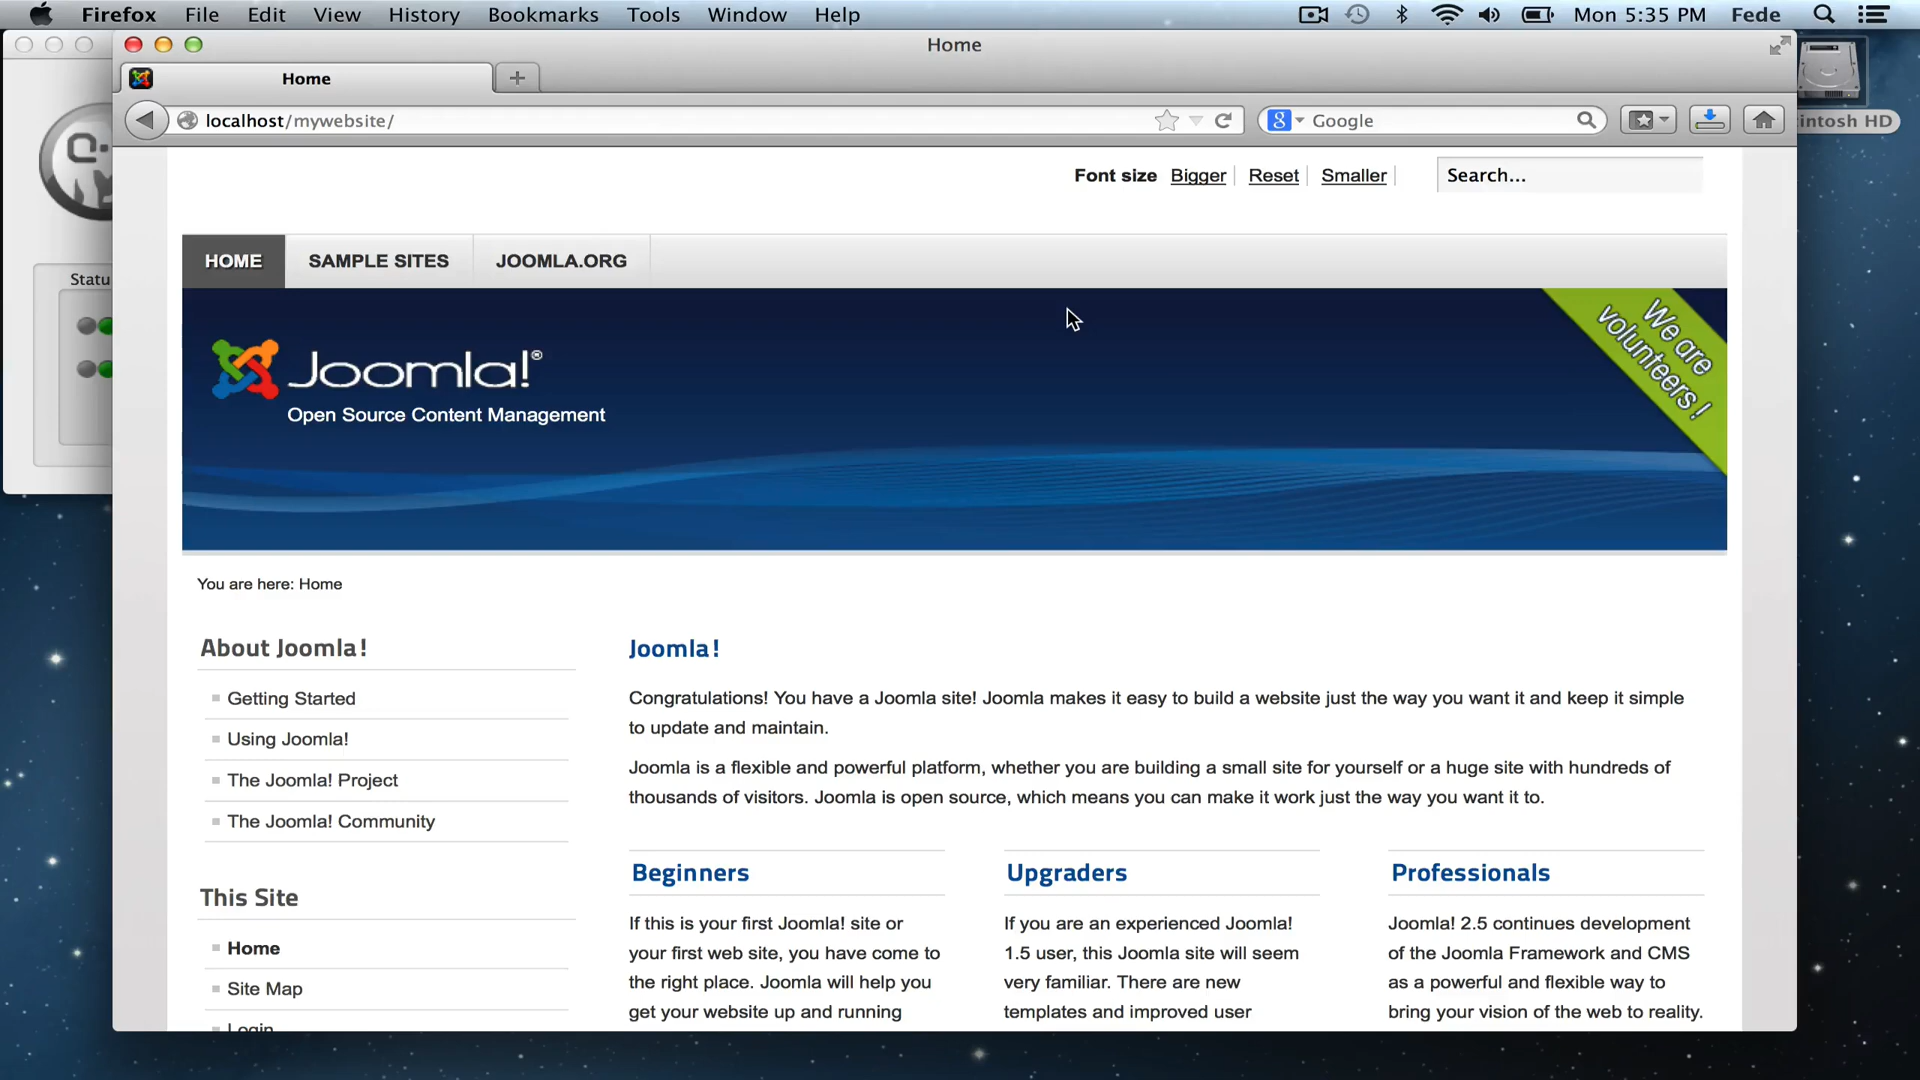 Firefox File Edit View History Bookmarks Tools Window Help Mon 5:35 PM Fede
Home
Home
localhost/mywebsite/
Google
intosh HD
Font size Bigger Reset Smaller
Search...
HOME SAMPLE SITES JOOMLA.ORG
Statu
Joomla!®
Open Source Content Management
We are
volunteers!
You are here: Home
About Joomla!
Getting Started
Using Joomla!
The Joomla! Project
The Joomla! Community
This Site
Home
Site Map
Login
Joomla!
Congratulations! You have a Joomla site! Joomla makes it easy to build a website just the way you want it and keep it simple
to update and maintain.
Joomla is a flexible and powerful platform, whether you are building a small site for yourself or a huge site with hundreds of
thousands of visitors. Joomla is open source, which means you can make it work just the way you want it to.
Beginners
If this is your first Joomla! site or
your first web site, you have come to
the right place. Joomla will help you
get your website up and running
Upgraders
If you are an experienced Joomla!
1.5 user, this Joomla site will seem
very familiar. There are new
templates and improved user
Professionals
Joomla! 2.5 continues development
of the Joomla Framework and CMS
as a powerful and flexible way to
bring your vision of the web to reality.